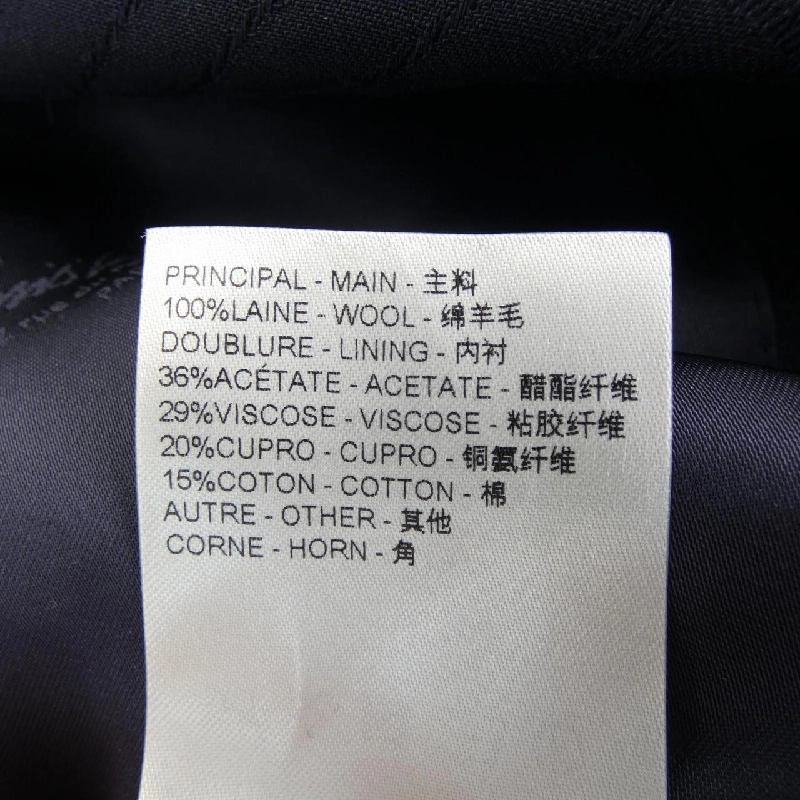 PRINCIPAL - MAIN - 主料
100%LAINE - WOOL - 绵羊毛
DOUBLURE - LINING - 内衬
36%ACÉTATE - ACETATE - 醋酯纤维
29%VISCOSE - VISCOSE - 粘胶纤维
20%CUPRO - CUPRO - 铜氨纤维
15%COTON - COTTON - 棉
AUTRE - OTHER - 其他
CORNE - HORN - 角